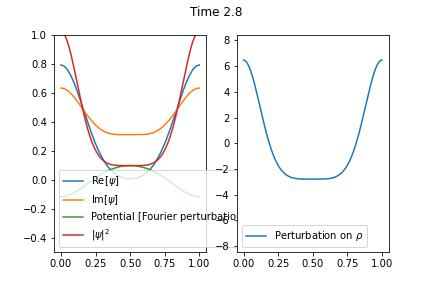 Time 2.8
1.0
0.8
0.6
0.4
0.2
0.0
−0.2
−0.4
Re[ψ]
Im[ψ]
Potential [Fourier perturbatio
|ψ|²
0.00 0.25 0.50 0.75 1.00
8
6
4
2
0
−2
−4
−6
−8
Perturbation on ρ
0.00 0.25 0.50 0.75 1.00